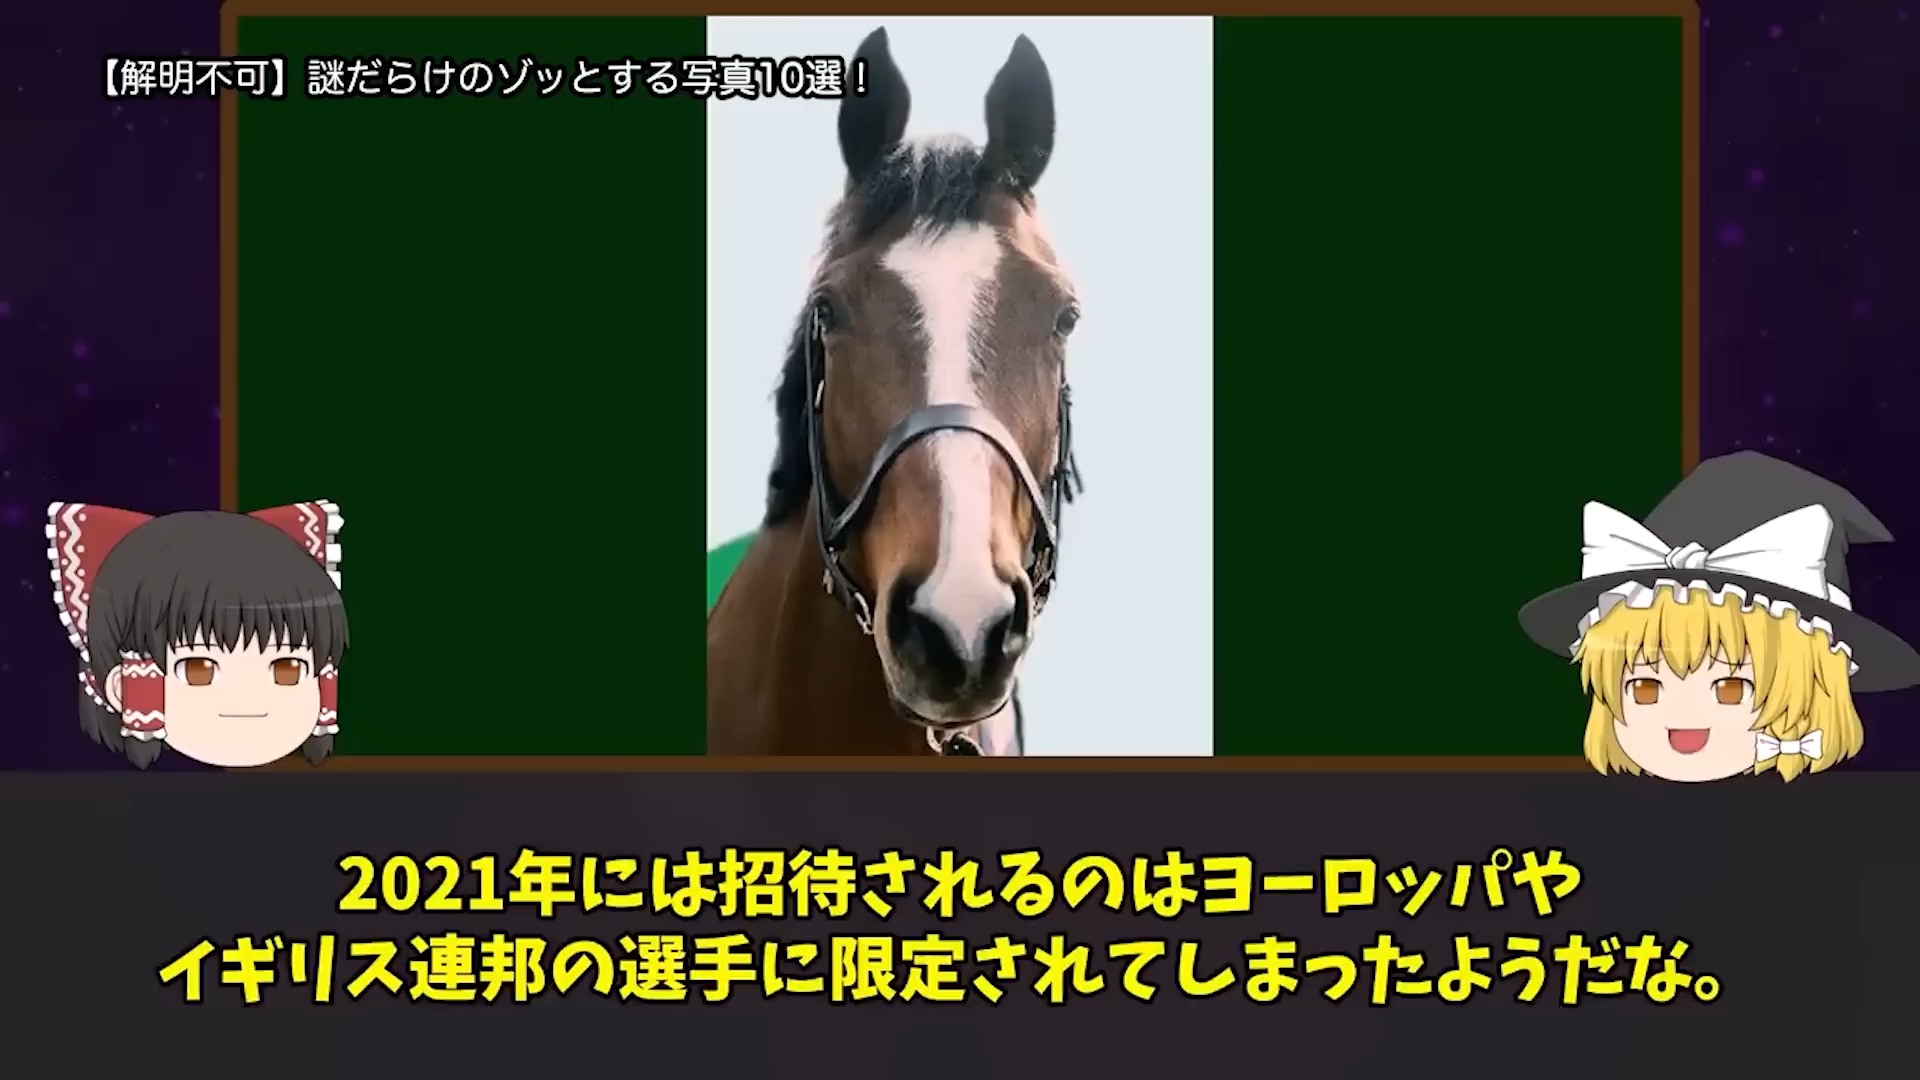 【解明不可】謎だらけのゾッとする写真10選！
2021年には招待されるのはヨーロッパや
イギリス連邦の選手に限定されてしまったようだな。